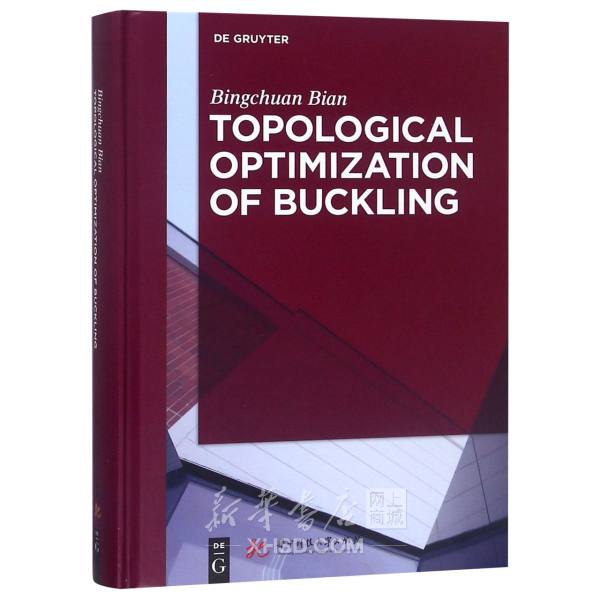 DE GRUYTER
Bingchuan Bian
TOPOLOGICAL
OPTIMIZATION
OF BUCKLING
Bingchuan Bian
TOPOLOGICAL OPTIMIZATION OF BUCKLING
新华书店
网上
商城
XHSD.COM
DE
G